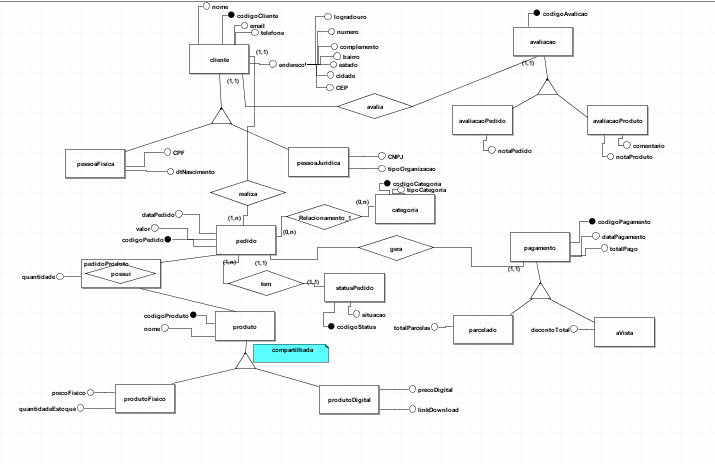 nome
codigoCliente
email
telefone
logradouro
numero
complemento
bairro
estado
cidade
CEP
endereco
cliente
(1,1)
(1,1)
codigoAvalicao
avaliacao
(1,1)
avalia
avaliacaoPedido
avaliacaoProduto
notaPedido
comentario
notaProduto
pessoaFisica
CPF
dtNascimento
pessoaJuridica
CNPJ
tipoOrganizacao
realiza
(1,n)
codigoCategoria
tipoCategoria
categoria
(0,n)
Relacionamento_1
(0,n)
dataPedido
valor
codigoPedido
pedido
(1,n)
(1,1)
gera
pagamento
(1,1)
codigoPagamento
dataPagamento
totalPago
pedidoProduto
possui
quantidade
tem
(1,1)
statusPedido
situacao
codigoStatus
codigoProduto
nome
produto
compartilhada
totalParcelas
parcelado
decontoTotal
aVista
precoFisico
quantidadeEstoque
produtoFisico
produtoDigital
precoDigital
linkDownload